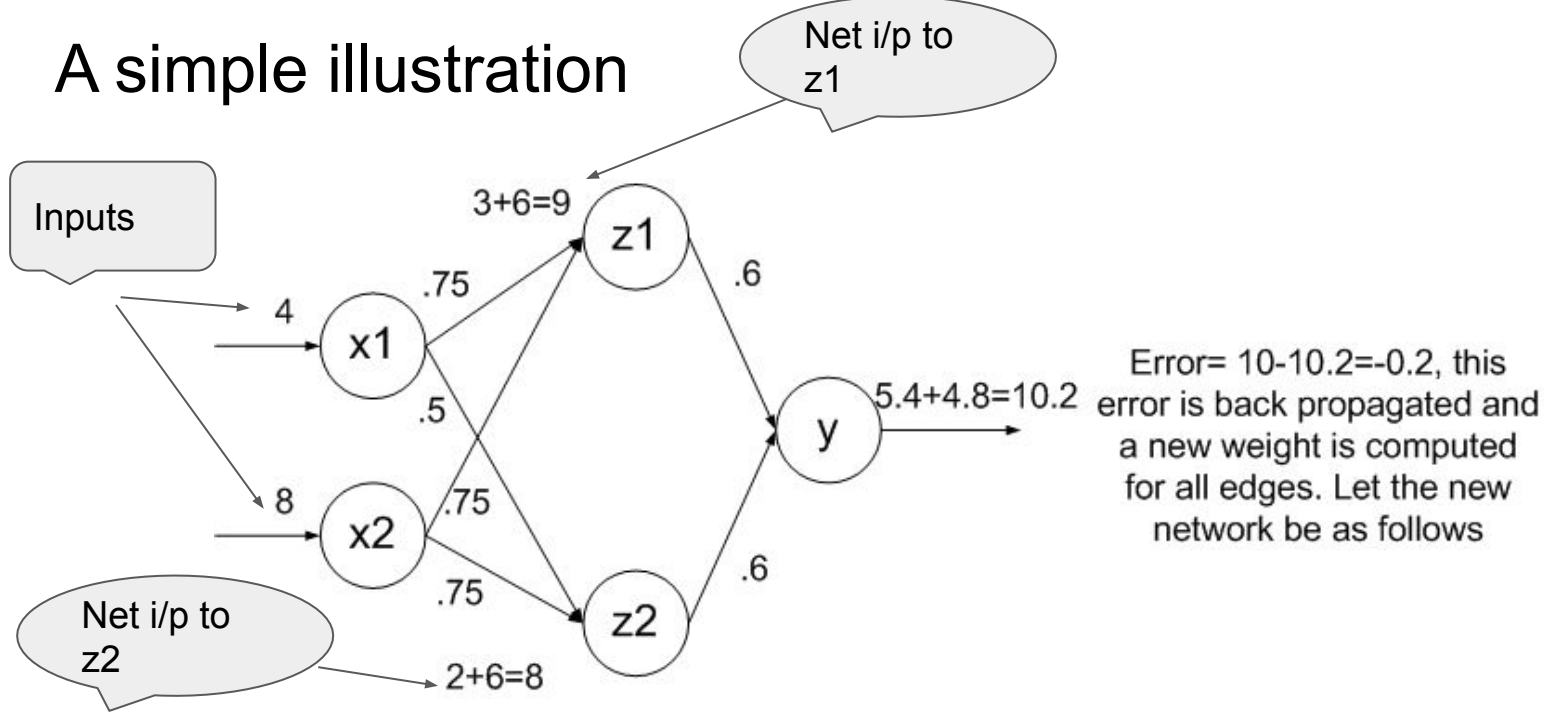 A simple illustration
Net i/p to
z1
Inputs
3+6=9
z1
.75
.6
4
x1
.5
5.4+4.8=10.2
y
Error= 10-10.2=-0.2, this
error is back propagated and
a new weight is computed
for all edges. Let the new
network be as follows
8
x2
.75
.75
.6
z2
Net i/p to
z2
2+6=8